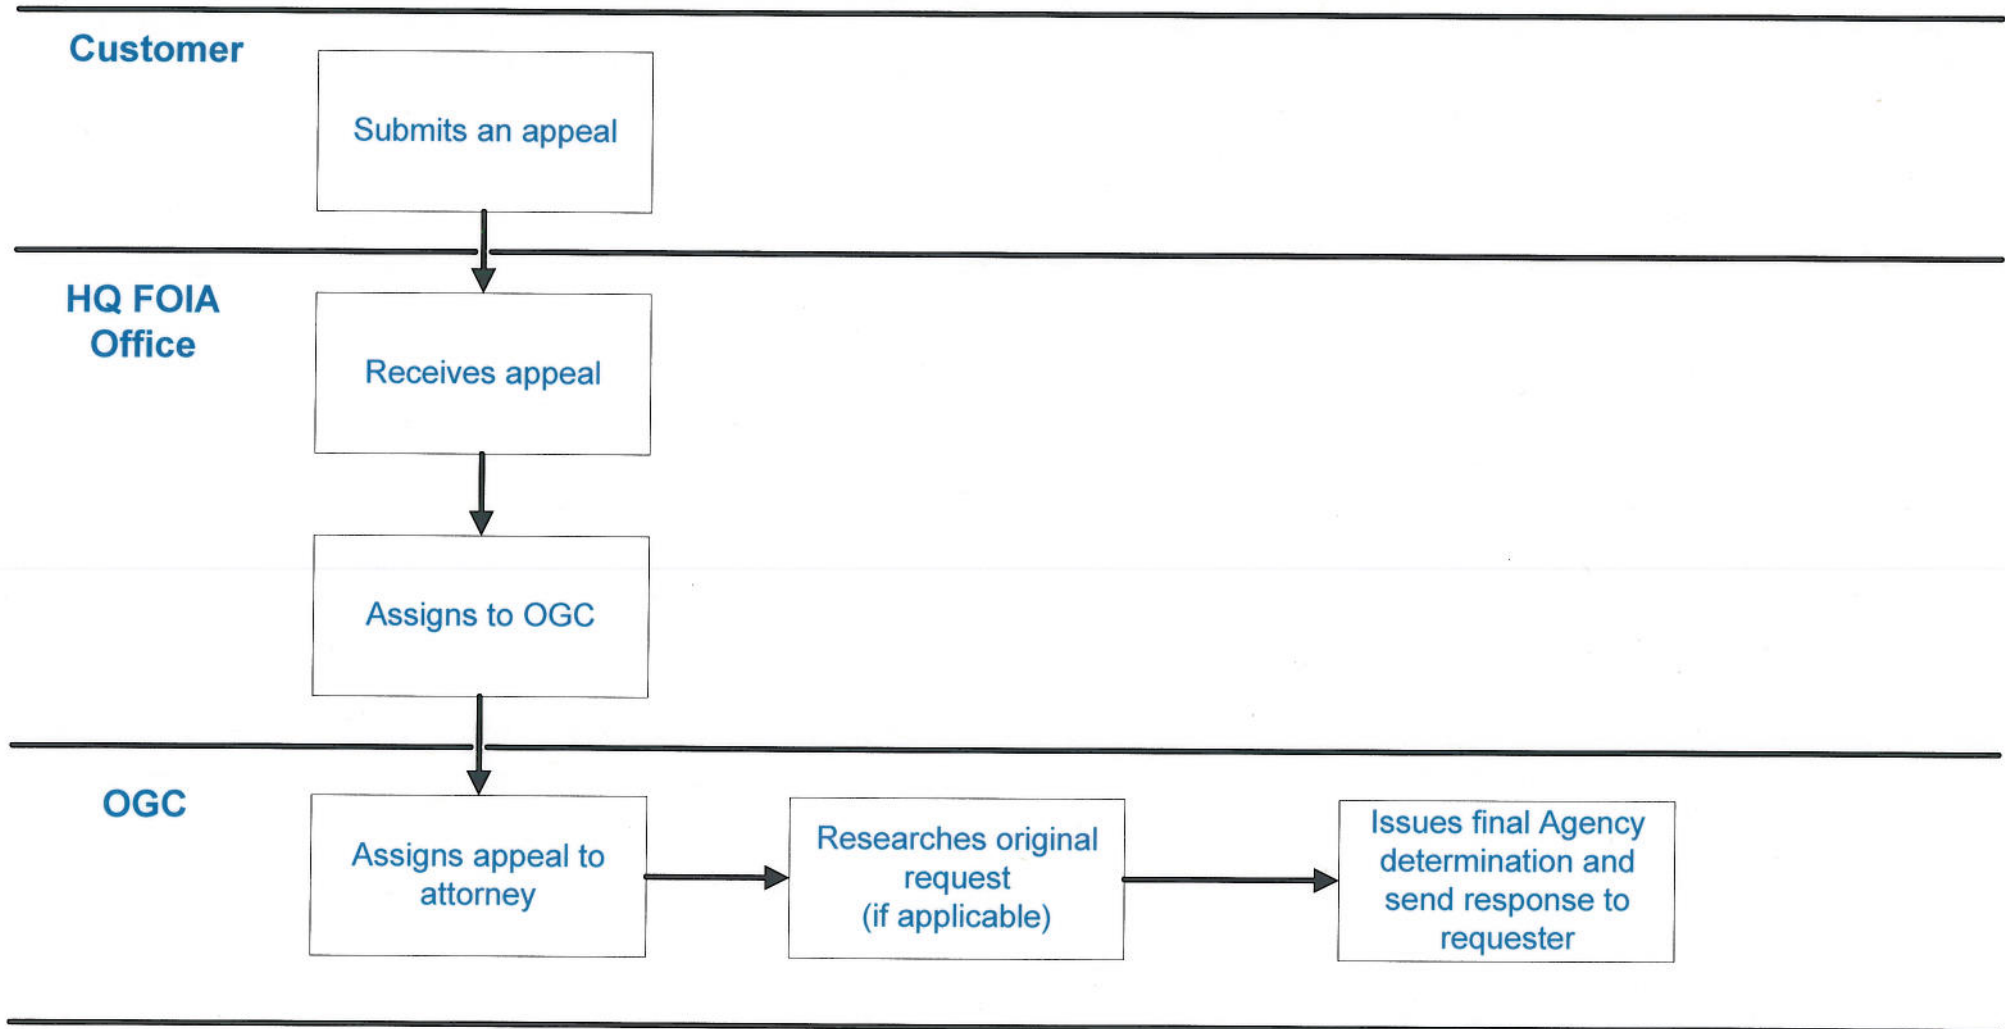 Customer
Submits an appeal
HQ FOIA
Office
Receives appeal
Assigns to OGC
OGC
Assigns appeal to
attorney
Researches original
request
(if applicable)
Issues final Agency
determination and
send response to
requester